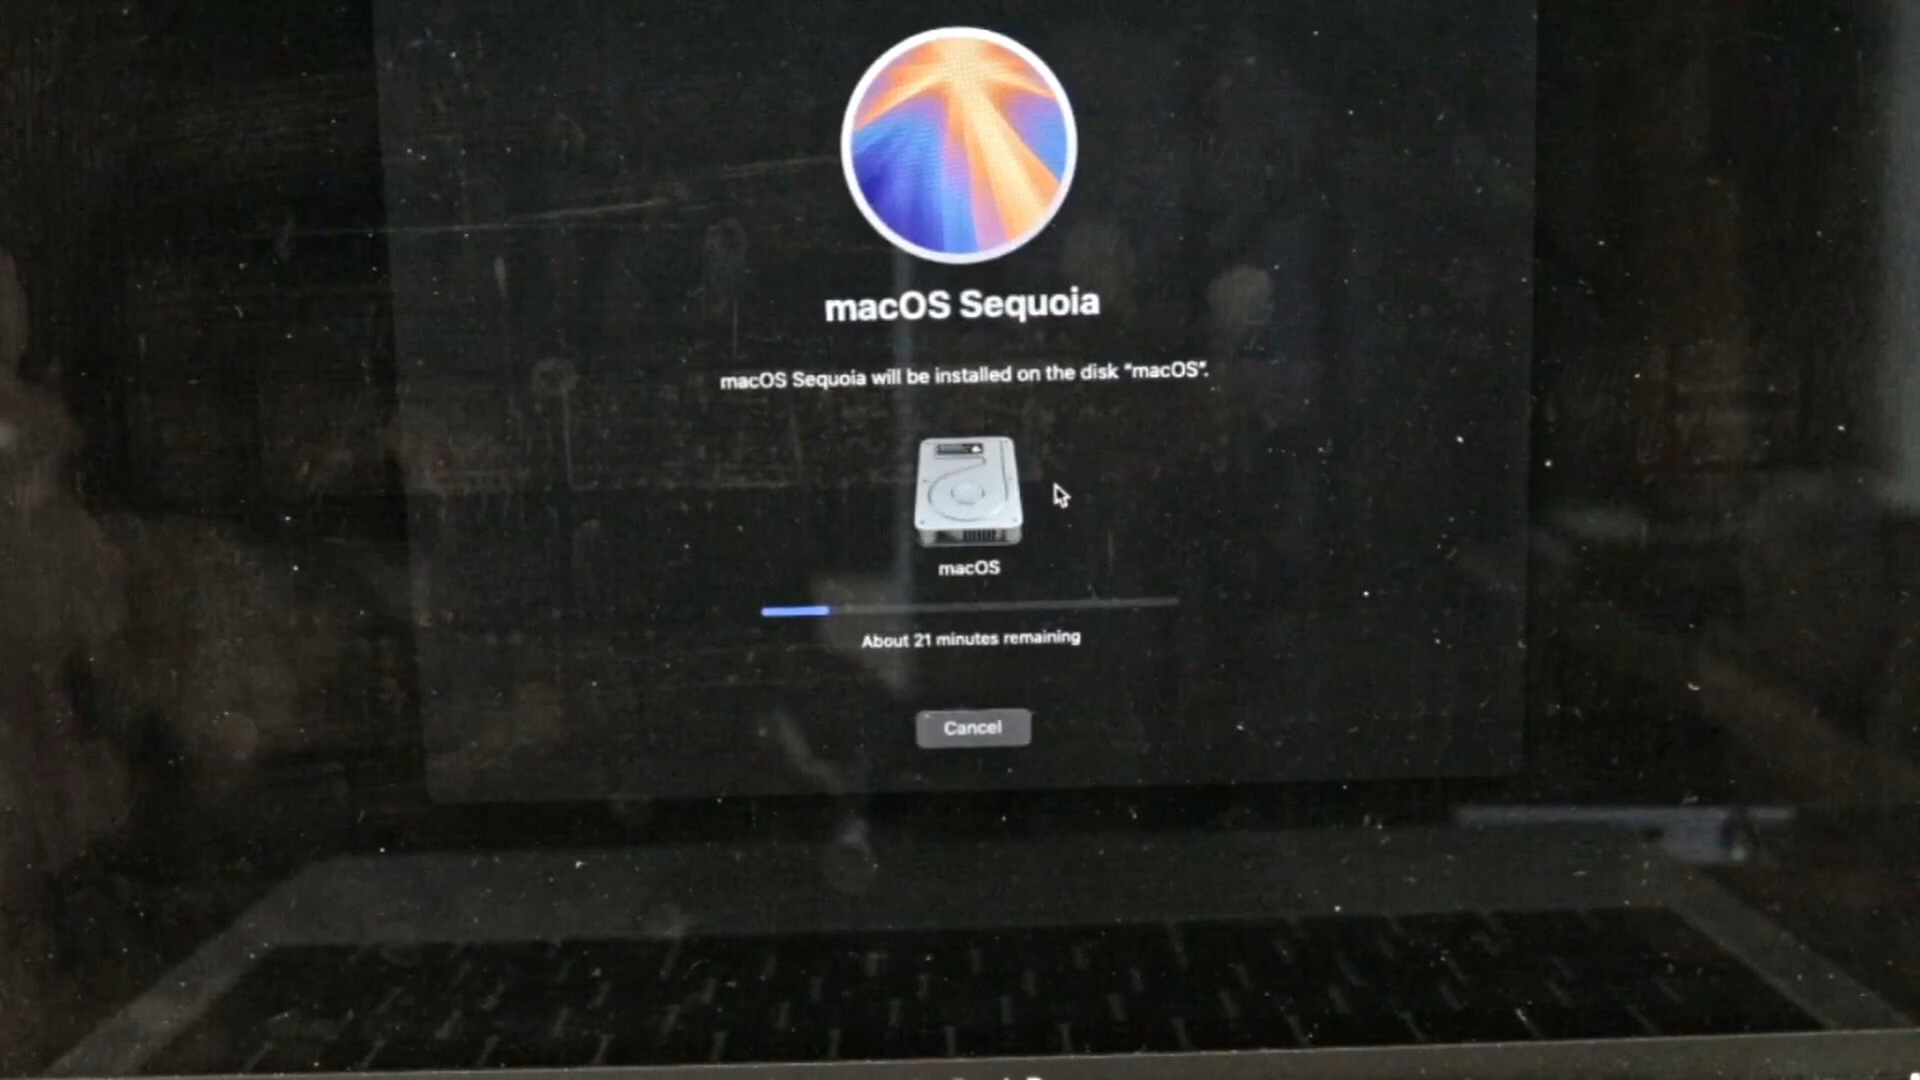 macOS Sequoia
macOS Sequoia will be installed on the disk “macOS”.
macOS
About 21 minutes remaining
Cancel